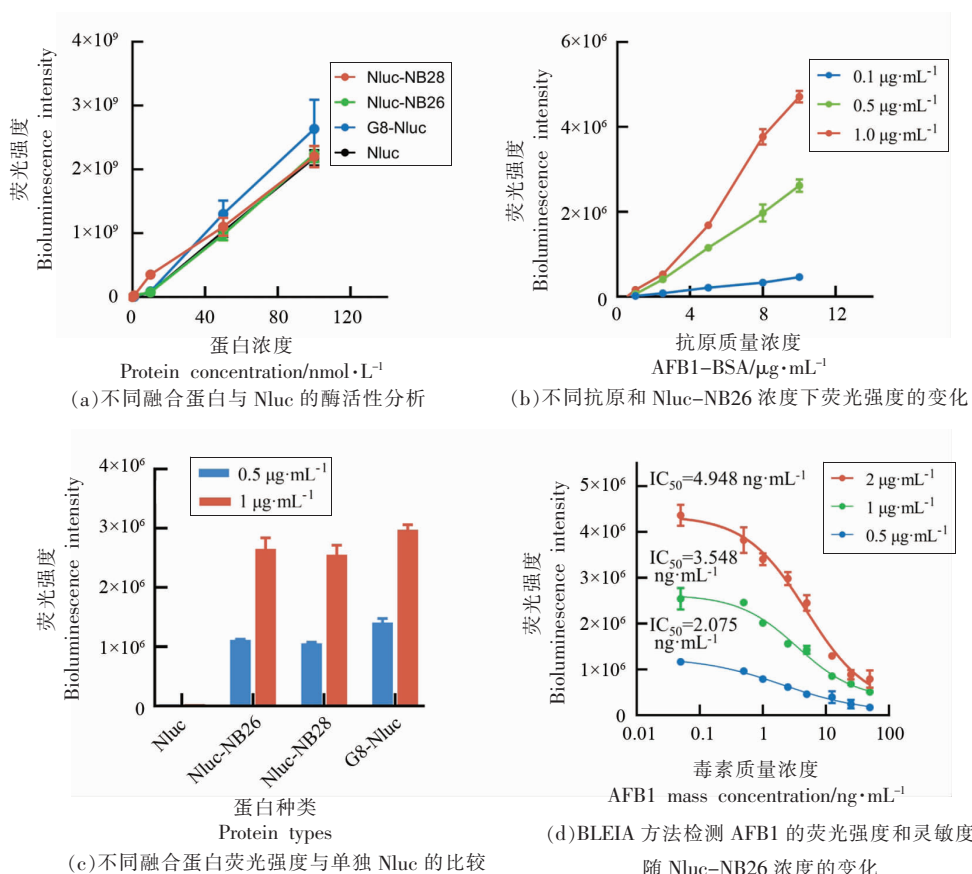 4×10⁹
3×10⁹
2×10⁹
1×10⁹
0
荧光强度
Bioluminescence intensity
Nluc-NB28
Nluc-NB26
G8-Nluc
Nluc
0 40 80 120
蛋白浓度
Protein concentration/nmol·L⁻¹
(a)不同融合蛋白与 Nluc 的酶活性分析
6×10⁶
4×10⁶
2×10⁶
0
荧光强度
Bioluminescence intensity
0.1 μg·mL⁻¹
0.5 μg·mL⁻¹
1.0 μg·mL⁻¹
0 4 8 12
抗原质量浓度
AFB1-BSA/μg·mL⁻¹
(b)不同抗原和 Nluc-NB26 浓度下荧光强度的变化
4×10⁶
3×10⁶
2×10⁶
1×10⁶
0
荧光强度
Bioluminescence intensity
0.5 μg·mL⁻¹
1 μg·mL⁻¹
Nluc Nluc-NB26 Nluc-NB28 G8-Nluc
蛋白种类
Protein types
(c)不同融合蛋白荧光强度与单独 Nluc 的比较
5×10⁶
4×10⁶
3×10⁶
2×10⁶
1×10⁶
0
荧光强度
Bioluminescence intensity
IC₅₀=4.948 ng·mL⁻¹
IC₅₀=3.548
ng·mL⁻¹
IC₅₀=2.075
ng·mL⁻¹
2 μg·mL⁻¹
1 μg·mL⁻¹
0.5 μg·mL⁻¹
0.01 0.1 1 10 100
毒素质量浓度
AFB1 mass concentration/ng·mL⁻¹
(d)BLEIA 方法检测 AFB1 的荧光强度和灵敏度
随 Nluc-NB26 浓度的变化